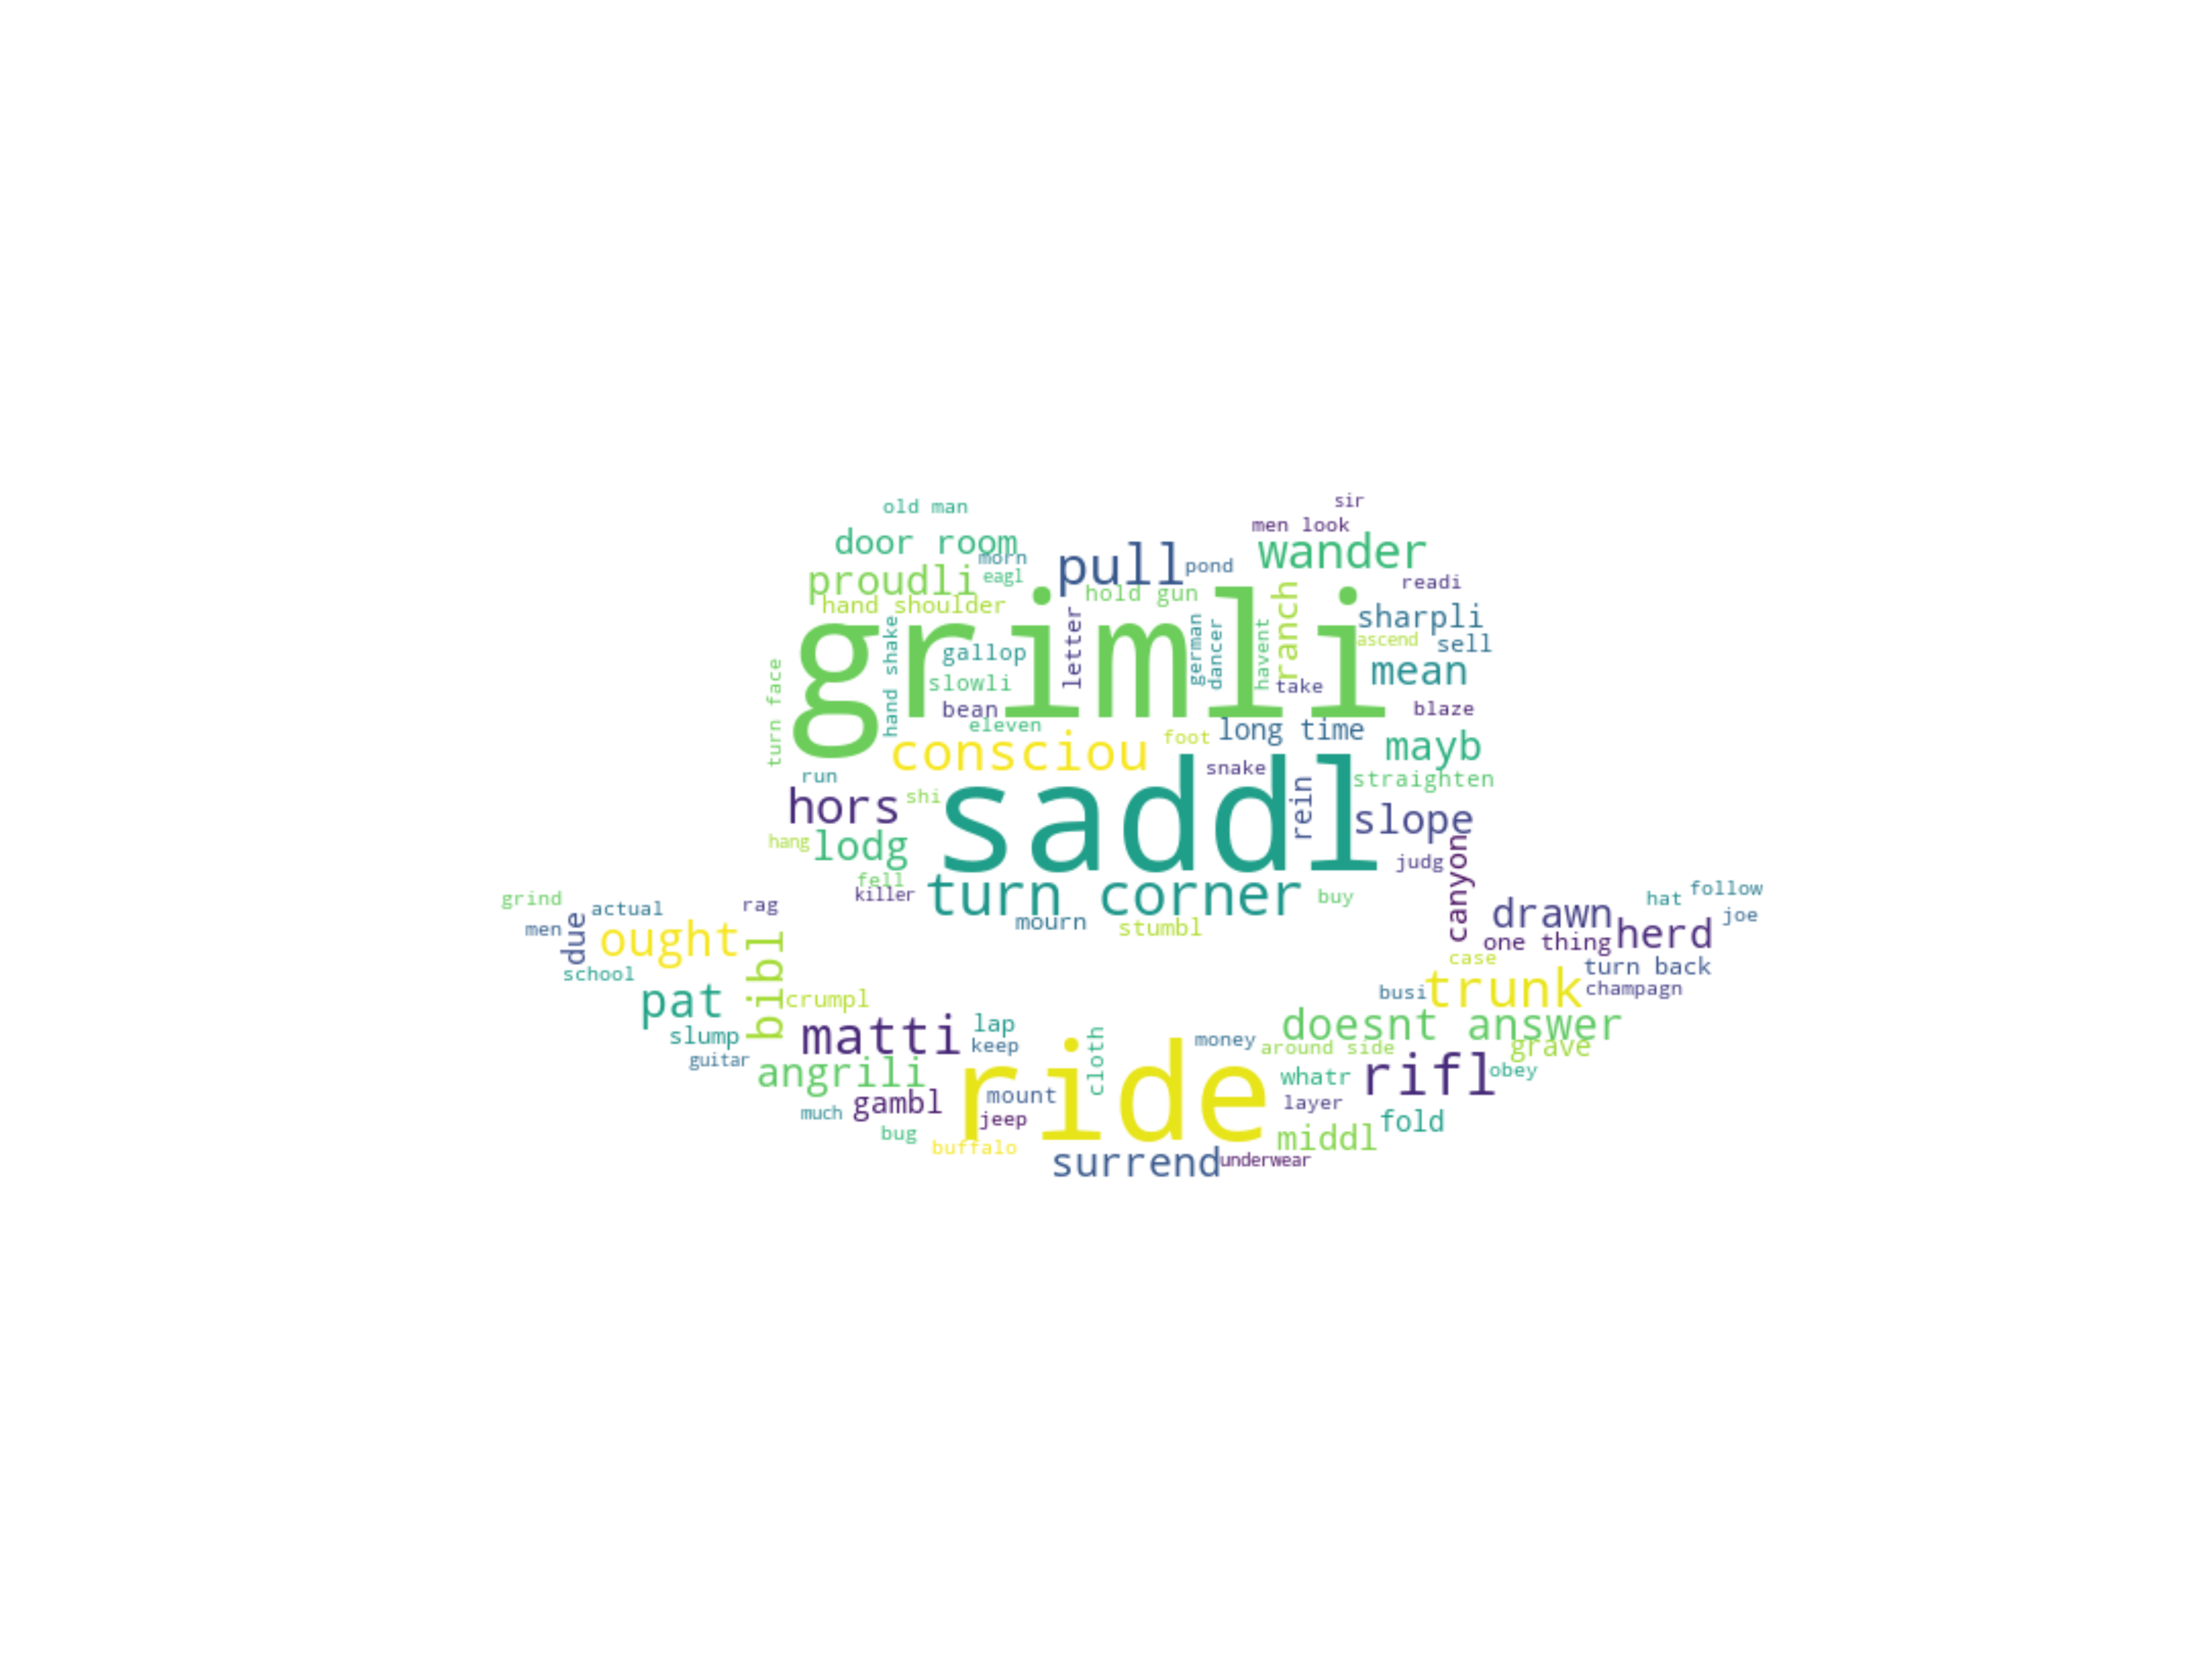 old man
sir
men look
door room
morn
pull
pond
wander
proudli
eagl
readi
hand shoulder
hold gun
ranch
sharpli
grimli
hand shake
letter
german
dancer
havent
ascend
sell
gallop
slowli
take
mean
turn face
bean
blaze
eleven
consciou
foot
long time
mayb
run
snake
straighten
hors
shi
saddl
rein
slope
hang
lodg
judg
canyon
fell
killer
turn corner
buy
mourn
stumbl
grind
actual
rag
men
due
ought
school
bibl
pat
crumpl
slump
guitar
matti
lap
keep
cloth
angrili
much
gambl
bug
buffalo
ride
mount
jeep
surrend
underwear
money
around side
whatr
layer
middl
fold
rifl
obey
grave
doesnt answer
busi
trunk
case
champagn
turn back
one thing
drawn
herd
hat
follow
joe